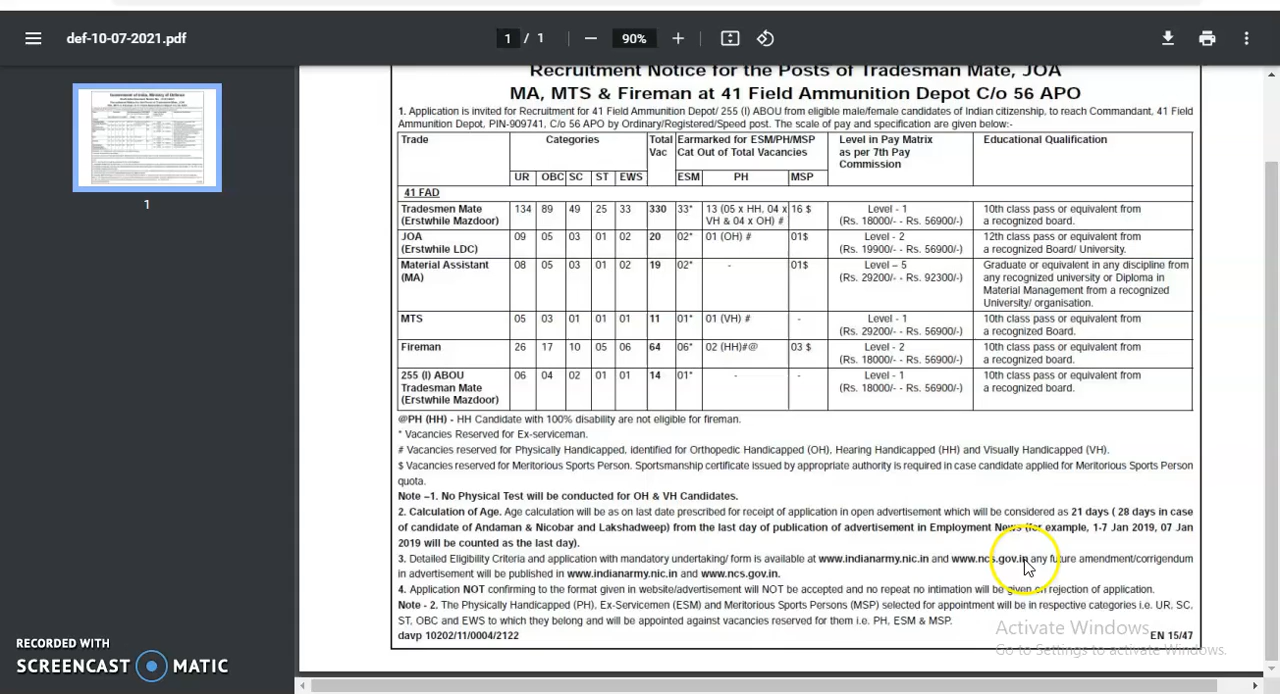 def-10-07-2021.pdf
1 / 1
90%
1
Recruitment Notice for the Posts of Tradesman Mate, JOA
MA, MTS & Fireman at 41 Field Ammunition Depot C/o 56 APO
1. Application is invited for Recruitment for 41 Field Ammunition Depot/ 255 (I) ABOU from eligible male/female candidates of Indian citizenship, to reach Commandant, 41 Field
Ammunition Depot, PIN-909741, C/o 56 APO by Ordinary/Registered/Speed post. The scale of pay and specification are given below:-
Trade Categories Total Earmarked for ESM/PH/MSP Level in Pay Matrix Educational Qualification
Vac Cat Out of Total Vacancies as per 7th Pay
Commission
UR OBC SC ST EWS ESM PH MSP
41 FAD
Tradesmen Mate 134 89 49 25 33 330 33* 13 (05 x HH, 04 x 16 $ Level - 1 10th class pass or equivalent from
(Erstwhile Mazdoor) VH & 04 x OH) # (Rs. 18000/- - Rs. 56900/-) a recognized board.
JOA 09 05 03 01 02 20 02* 01 (OH) # 01$ Level - 2 12th class pass or equivalent from
(Erstwhile LDC) (Rs. 19900/- - Rs. 56900/-) a recognized Board/ University.
Material Assistant 08 05 03 01 02 19 02* - 01$ Level – 5 Graduate or equivalent in any discipline from
(MA) (Rs. 29200/- - Rs. 92300/-) any recognized university or Diploma in
Material Management from a recognized
University/ organisation.
MTS 05 03 01 01 01 11 01* 01 (VH) # - Level - 1 10th class pass or equivalent from
(Rs. 29200/- - Rs. 56900/-) a recognized Board.
Fireman 26 17 10 05 06 64 06* 02 (HH)#@ 03 $ Level - 2 10th class pass or equivalent from
(Rs. 18000/- - Rs. 56900/-) a recognized board.
255 (I) ABOU 06 04 02 01 01 14 01* - - Level - 1 10th class pass or equivalent from
Tradesman Mate (Rs. 18000/- - Rs. 56900/-) a recognized board.
(Erstwhile Mazdoor)
@PH (HH) - HH Candidate with 100% disability are not eligible for fireman.
* Vacancies Reserved for Ex-serviceman.
# Vacancies reserved for Physically Handicapped, identified for Orthopedic Handicapped (OH), Hearing Handicapped (HH) and Visually Handicapped (VH).
$ Vacancies reserved for Meritorious Sports Person. Sportsmanship certificate issued by appropriate authority is required in case candidate applied for Meritorious Sports Person
quota.
Note –1. No Physical Test will be conducted for OH & VH Candidates.
2. Calculation of Age. Age calculation will be as on last date prescribed for receipt of application in open advertisement which will be considered as 21 days ( 28 days in case
of candidate of Andaman & Nicobar and Lakshadweep) from the last day of publication of advertisement in Employment News (for example, 1-7 Jan 2019, 07 Jan
2019 will be counted as the last day).
3. Detailed Eligibility Criteria and application with mandatory undertaking/ form is available at www.indianarmy.nic.in and www.ncs.gov.in any future amendment/corrigendum
in advertisement will be published in www.indianarmy.nic.in and www.ncs.gov.in.
4. Application NOT confirming to the format given in website/advertisement will NOT be accepted and no repeat no intimation will be given on rejection of application.
Note - 2. The Physically Handicapped (PH), Ex-Servicemen (ESM) and Meritorious Sports Persons (MSP) selected for appointment will be in respective categories i.e. UR, SC,
ST, OBC and EWS to which they belong and will be appointed against vacancies reserved for them i.e. PH, ESM & MSP.
davp 10202/11/0004/2122 EN 15/47
Activate Windows
Go to Settings to activate Windows.
RECORDED WITH
SCREENCAST MATIC